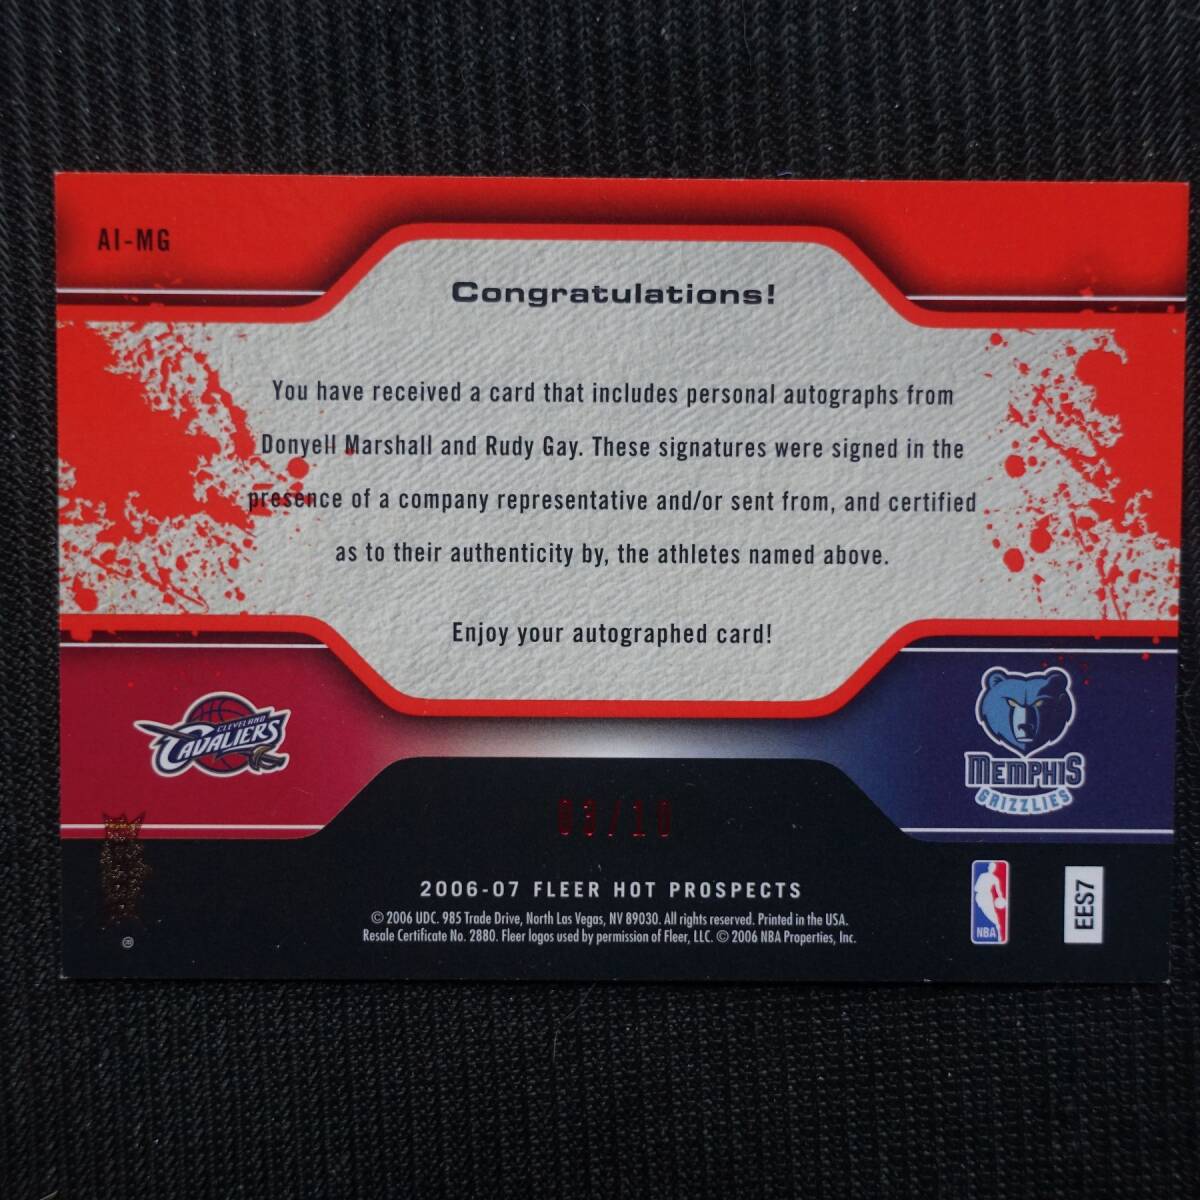 AI-MG
Congratulations!
You have received a card that includes personal autographs from
Donyell Marshall and Rudy Gay. These signatures were signed in the
presence of a company representative and/or sent from, and certified
as to their authenticity by, the athletes named above.
Enjoy your autographed card!
CLEVELAND
CAVALIERS
MEMPHIS
GRIZZLIES
03/10
2006-07 FLEER HOT PROSPECTS
© 2006 UDC. 985 Trade Drive, North Las Vegas, NV 89030. All rights reserved. Printed in the USA.
Resale Certificate No. 2880. Fleer logos used by permission of Fleer, LLC. © 2006 NBA Properties, Inc.
NBA
EES7
®